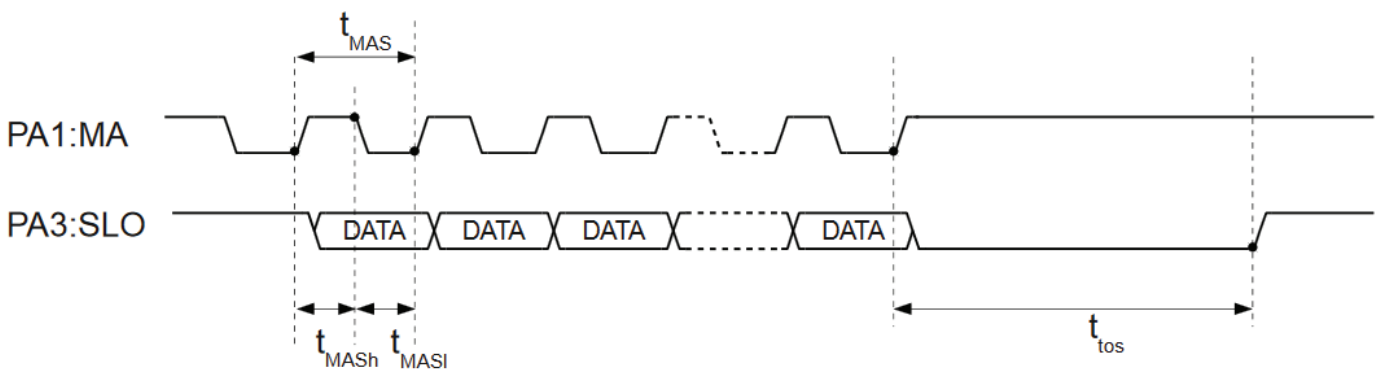 tMAS
PA1:MA
PA3:SLO
DATA DATA DATA DATA
tMASh tMASl ttos